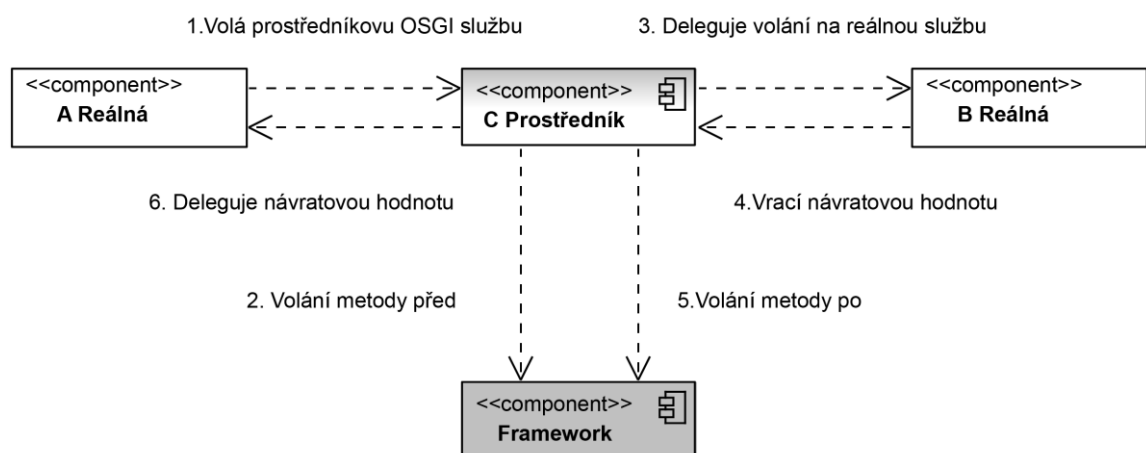 1.Volá prostředníkovu OSGI službu
3. Deleguje volání na reálnou službu
<<component>>
A Reálná
<<component>>
C Prostředník
<<component>>
B Reálná
6. Deleguje návratovou hodnotu
4.Vrací návratovou hodnotu
2. Volání metody před
5.Volání metody po
<<component>>
Framework